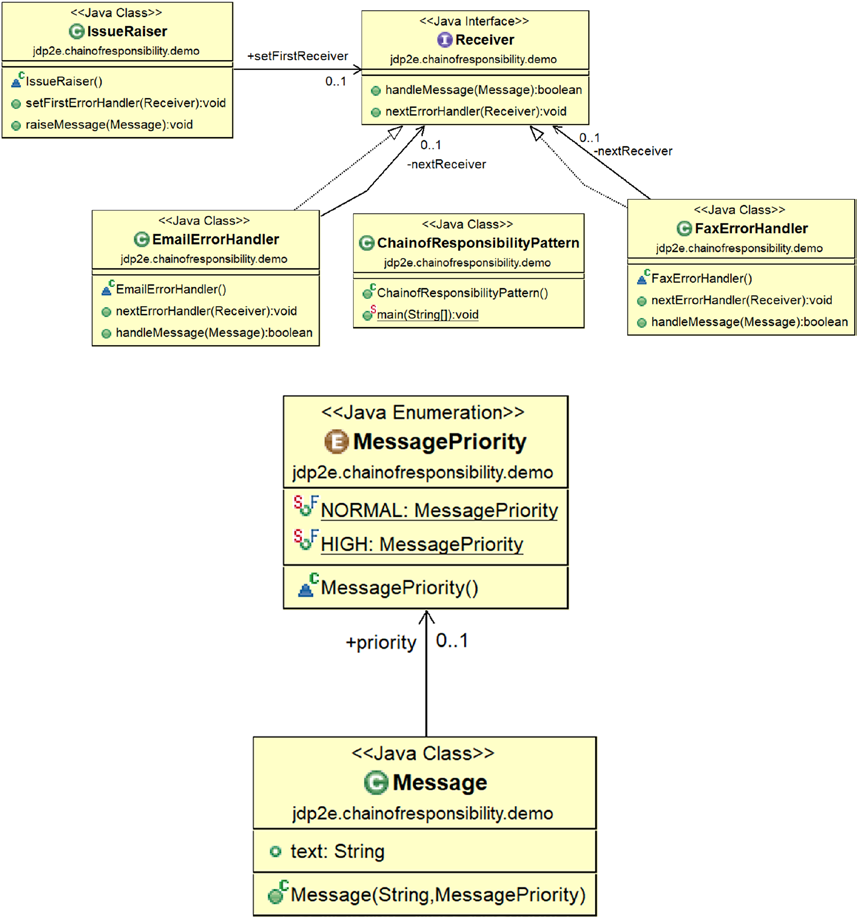 <<Java Class>>
C IssueRaiser
jdp2e.chainofresponsibility.demo
C IssueRaiser()
setFirstErrorHandler(Receiver):void
raiseMessage(Message):void
+setFirstReceiver
0..1
<<Java Interface>>
I Receiver
jdp2e.chainofresponsibility.demo
handleMessage(Message):boolean
nextErrorHandler(Receiver):void
0..1
-nextReceiver
0..1
-nextReceiver
<<Java Class>>
C EmailErrorHandler
jdp2e.chainofresponsibility.demo
C EmailErrorHandler()
nextErrorHandler(Receiver):void
handleMessage(Message):boolean
<<Java Class>>
C ChainofResponsibilityPattern
jdp2e.chainofresponsibility.demo
C ChainofResponsibilityPattern()
S main(String[]):void
<<Java Class>>
C FaxErrorHandler
jdp2e.chainofresponsibility.demo
C FaxErrorHandler()
nextErrorHandler(Receiver):void
handleMessage(Message):boolean
<<Java Enumeration>>
E MessagePriority
jdp2e.chainofresponsibility.demo
S F NORMAL: MessagePriority
S F HIGH: MessagePriority
C MessagePriority()
+priority 0..1
<<Java Class>>
C Message
jdp2e.chainofresponsibility.demo
text: String
C Message(String,MessagePriority)